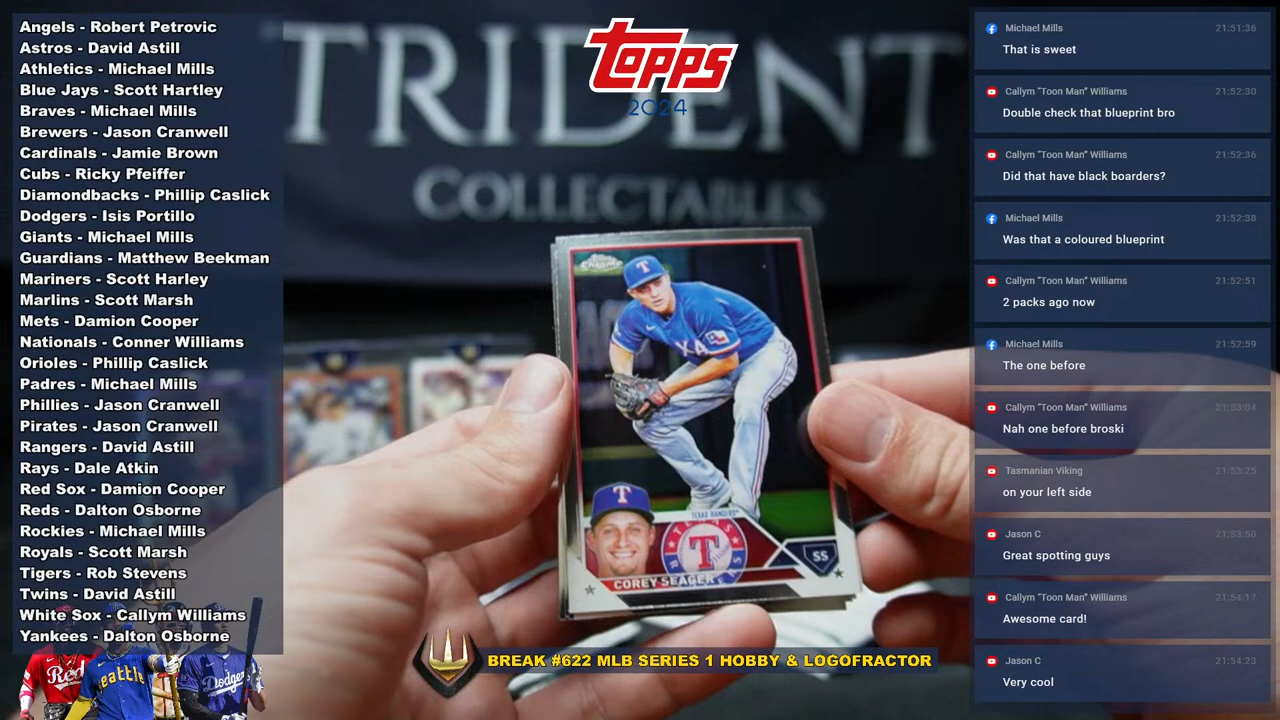 Angels - Robert Petrovic
Astros - David Astill
Athletics - Michael Mills
Blue Jays - Scott Hartley
Braves - Michael Mills
Brewers - Jason Cranwell
Cardinals - Jamie Brown
Cubs - Ricky Pfeiffer
Diamondbacks - Phillip Caslick
Dodgers - Isis Portillo
Giants - Michael Mills
Guardians - Matthew Beekman
Mariners - Scott Harley
Marlins - Scott Marsh
Mets - Damion Cooper
Nationals - Conner Williams
Orioles - Phillip Caslick
Padres - Michael Mills
Phillies - Jason Cranwell
Pirates - Jason Cranwell
Rangers - David Astill
Rays - Dale Atkin
Red Sox - Damion Cooper
Reds - Dalton Osborne
Rockies - Michael Mills
Royals - Scott Marsh
Tigers - Rob Stevens
Twins - David Astill
White Sox - Callym Williams
Yankees - Dalton Osborne
Reds
Seattle
Dodgers
TRIDENT
COLLECTABLES
topps
2024
T
TEXAS RANGERS
T
SS
COREY SEAGER
BREAK #622 MLB SERIES 1 HOBBY & LOGOFRACTOR
Michael Mills 21:51:36
That is sweet
Callym "Toon Man" Williams 21:52:30
Double check that blueprint bro
Callym "Toon Man" Williams 21:52:36
Did that have black boarders?
Michael Mills 21:52:38
Was that a coloured blueprint
Callym "Toon Man" Williams 21:52:51
2 packs ago now
Michael Mills 21:52:59
The one before
Callym "Toon Man" Williams 21:53:04
Nah one before broski
Tasmanian Viking 21:53:25
on your left side
Jason C 21:53:50
Great spotting guys
Callym "Toon Man" Williams 21:54:17
Awesome card!
Jason C 21:54:23
Very cool